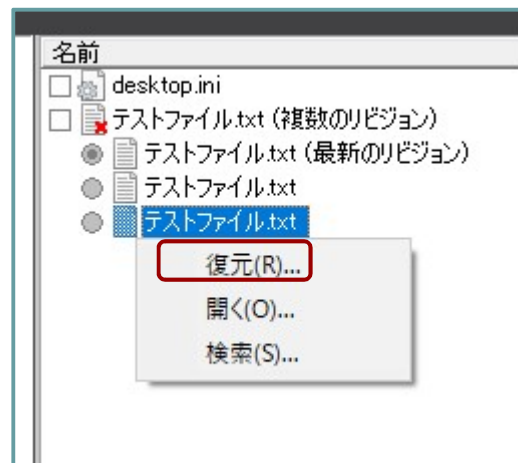 名前
desktop.ini
テストファイル.txt (複数のリビジョン)
テストファイル.txt (最新のリビジョン)
テストファイル.txt
テストファイル.txt
復元(R)...
開く(O)...
検索(S)...